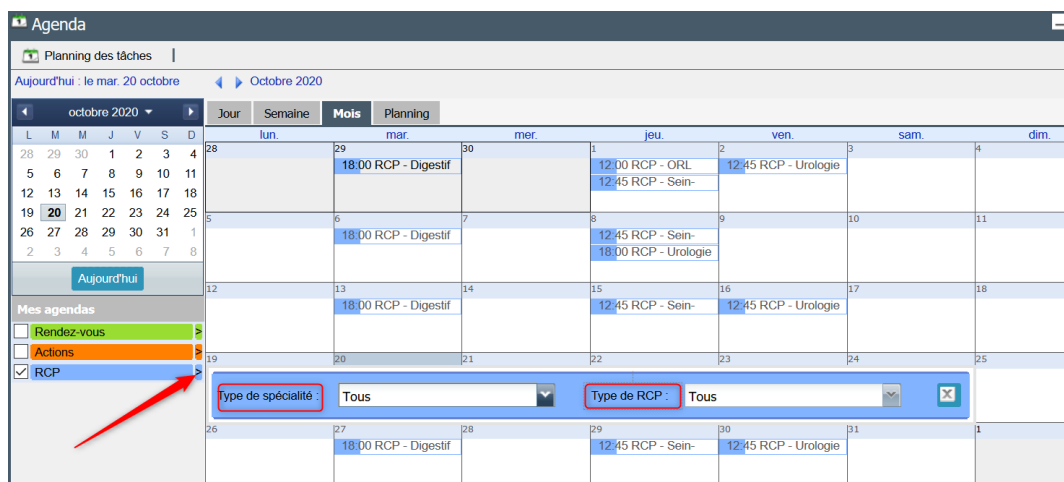 Agenda
Planning des tâches |
Aujourd'hui : le mar. 20 octobre Octobre 2020
octobre 2020 Jour Semaine Mois Planning
L M M J V S D lun. mar. mer. jeu. ven. sam. dim.
28 29 30 1 2 3 4 28 29 30 1 2 3 4
18:00 RCP - Digestif 12:00 RCP - ORL 12:45 RCP - Urologie
5 6 7 8 9 10 11 12:45 RCP - Sein-
12 13 14 15 16 17 18
19 20 21 22 23 24 25 5 6 7 8 9 10 11
26 27 28 29 30 31 1 18:00 RCP - Digestif 12:45 RCP - Sein-
2 3 4 5 6 7 8 18:00 RCP - Urologie
Aujourd'hui
12 13 14 15 16 17 18
Mes agendas 18:00 RCP - Digestif 12:45 RCP - Sein- 12:45 RCP - Urologie
Rendez-vous >
Actions > 19 20 21 22 23 24 25
RCP >
Type de spécialité : Tous Type de RCP : Tous X
26 27 28 29 30 31 1
18:00 RCP - Digestif 12:45 RCP - Sein- 12:45 RCP - Urologie